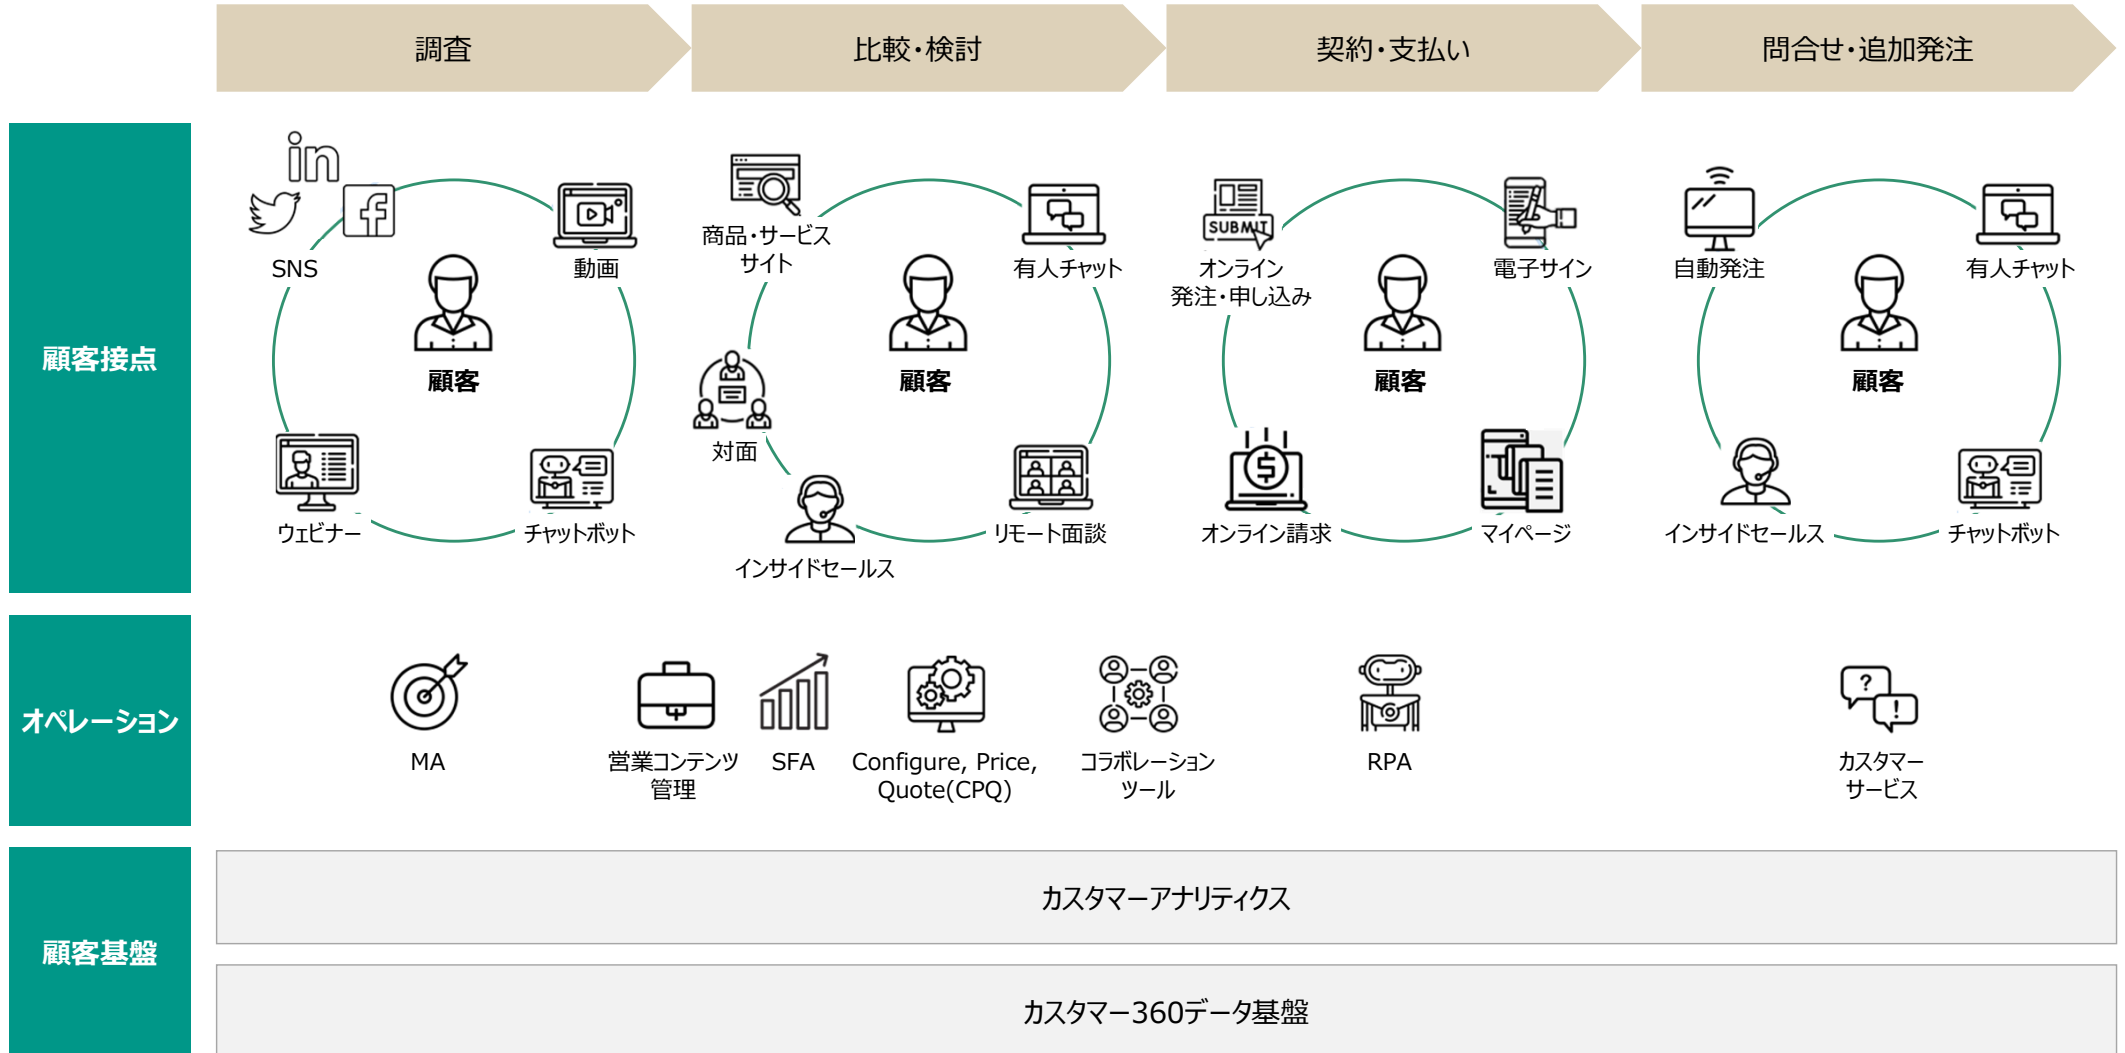 調査
比較・検討
契約・支払い
問合せ・追加発注
顧客接点
in
f
SNS
動画
顧客
ウェビナー
チャットボット
商品・サービス
サイト
有人チャット
顧客
対面
インサイドセールス
リモート面談
SUBMIT
オンライン
発注・申し込み
電子サイン
顧客
オンライン請求
マイページ
自動発注
有人チャット
顧客
インサイドセールス
チャットボット
オペレーション
MA
営業コンテンツ
管理
SFA
Configure, Price,
Quote(CPQ)
コラボレーション
ツール
RPA
カスタマー
サービス
顧客基盤
カスタマーアナリティクス
カスタマー360データ基盤